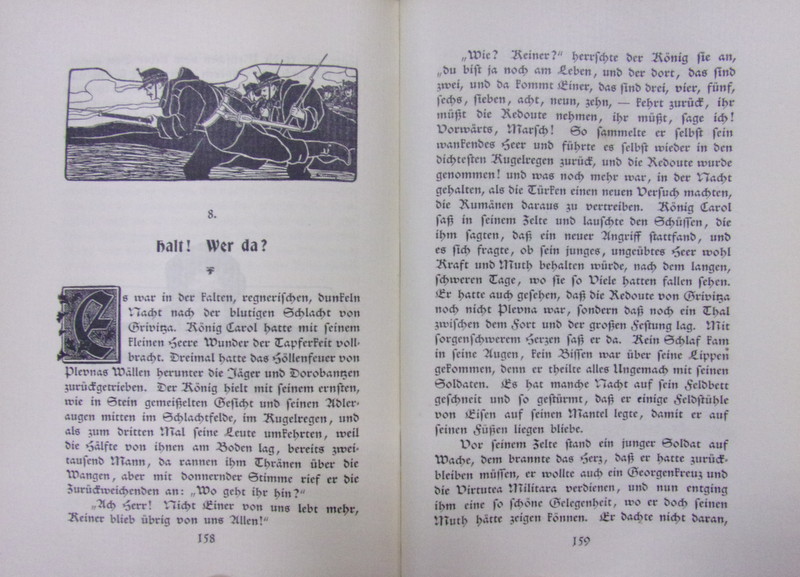 8.
Halt! Wer da?
Es war in der kalten, regnerischen, dunkeln
Nacht nach der blutigen Schlacht von
Grivitza. König Carol hatte mit seinem
kleinen Heere Wunder der Tapferkeit voll-
bracht. Dreimal hatte das Höllenfeuer von
Plevnas Wällen herunter die Jäger und Dorobantzen
zurückgetrieben. Der König hielt mit seinem ernsten,
wie in Stein gemeißelten Gesicht und seinen Adler-
augen mitten im Schlachtfelde, im Kugelregen, und
als zum dritten Mal seine Leute umkehrten, weil
die Hälfte von ihnen am Boden lag, bereits zwei-
tausend Mann, da rannen ihm Thränen über die
Wangen, aber mit donnernder Stimme rief er die
Zurückweichenden an: „Wo geht ihr hin?“
„Ach Herr! Nicht Einer von uns lebt mehr,
Keiner blieb übrig von uns Allen!“
158
„Wie? Keiner?“ herrschte der König sie an,
„du bist ja noch am Leben, und der dort, das sind
zwei, und da kommt Einer, das sind drei, vier, fünf,
sechs, sieben, acht, neun, zehn, — kehrt zurück, ihr
müßt die Redoute nehmen, ihr müßt, sage ich!
Vorwärts, Marsch! So sammelte er selbst sein
wankendes Heer und führte es selbst wieder in den
dichtesten Kugelregen zurück, und die Redoute wurde
genommen! und was noch mehr war, in der Nacht
gehalten, als die Türken einen neuen Versuch machten,
die Rumänen daraus zu vertreiben. König Carol
saß in seinem Zelte und lauschte den Schüssen, die
ihm sagten, daß ein neuer Angriff stattfand, und
es sich fragte, ob sein junges, ungeübtes Heer wohl
Kraft und Muth behalten würde, nach dem langen,
schweren Tage, wo sie so Viele hatten fallen sehen.
Er hatte auch gesehen, daß die Redoute von Grivitza
noch nicht Plevna war, sondern daß noch ein Thal
zwischen dem Fort und der großen Festung lag. Mit
sorgenschwerem Herzen saß er da. Kein Schlaf kam
in seine Augen, kein Bissen war über seine Lippen
gekommen, denn er theilte alles Ungemach mit seinen
Soldaten. Es hat manche Nacht auf sein Feldbett
geschneit und so gestürmt, daß er einige Feldstühle
von Eisen auf seinen Mantel legte, damit er auf
seinen Füßen liegen bliebe.
Vor seinem Zelte stand ein junger Soldat auf
Wache, dem brannte das Herz, daß er hatte zurück-
bleiben müssen, er wollte auch ein Georgenkreuz und
die Virtutea Militara verdienen, und nun entging
ihm eine so schöne Gelegenheit, wo er doch seinen
Muth hätte zeigen können. Er dachte nicht daran,
159